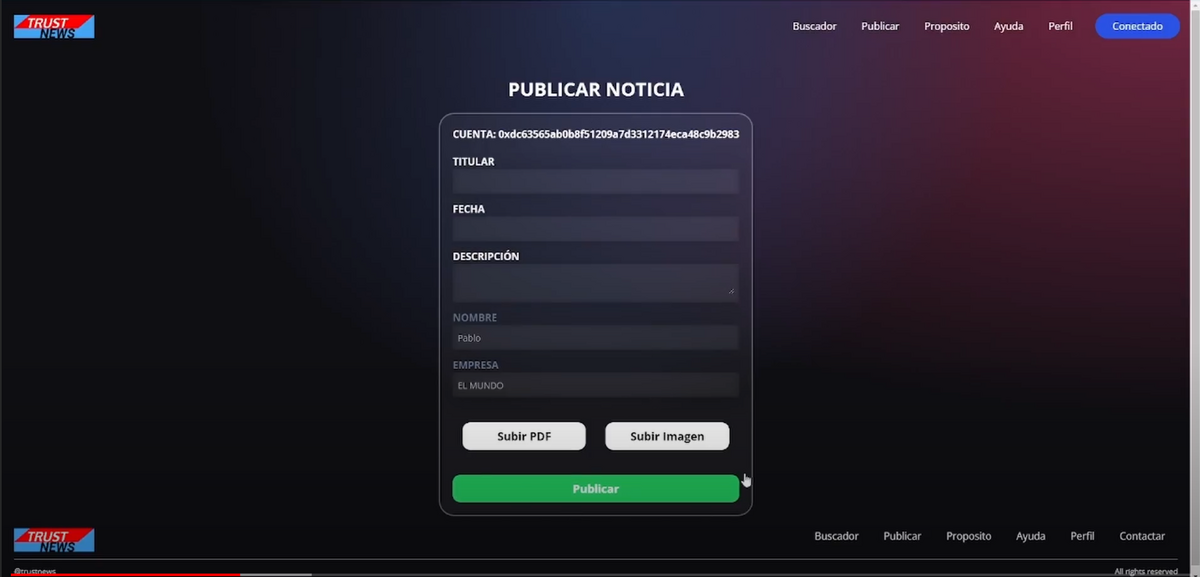 TRUST
NEWS
Buscador Publicar Proposito Ayuda Perfil Conectado
PUBLICAR NOTICIA
CUENTA: 0xdc63565ab0b8f51209a7d3312174eca48c9b2983
TITULAR
FECHA
DESCRIPCIÓN
NOMBRE
Pablo
EMPRESA
EL MUNDO
Subir PDF Subir Imagen
Publicar
TRUST
NEWS
Buscador Publicar Proposito Ayuda Perfil Contactar
@trustnews All rights reserved